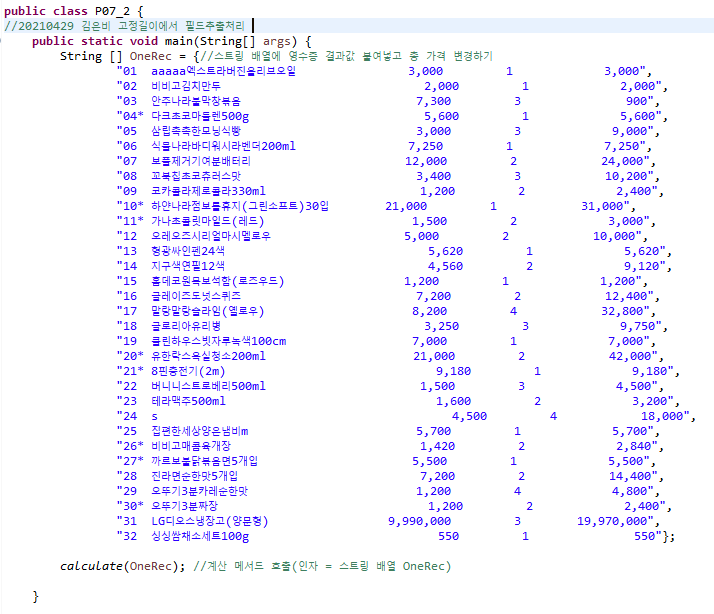 public class P07_2 {
//20210429 김은비 고정길이에서 필드추출처리
public static void main(String[] args) {
String [] OneRec = {//스트링 배열에 영수증 결과값 붙여넣고 총 가격 변경하기
"01  aaaaa엑스트라버진올리브오일 3,000 1 3,000",
"02  비비고김치만두 2,000 1 2,000",
"03  안주나라불막창볶음 7,300 3 900",
"04* 다크초코마들렌500g 5,600 1 5,600",
"05  삼립촉촉한모닝식빵 3,000 3 9,000",
"06  식물나라바디워시라벤더200ml 7,250 1 7,250",
"07  보풀제거기여분배터리 12,000 2 24,000",
"08  꼬북칩초코츄러스맛 3,400 3 10,200",
"09  코카콜라제로콜라330ml 1,200 2 2,400",
"10* 하얀나라점보롤휴지(그린소프트)30입 21,000 1 31,000",
"11* 가나초콜릿마일드(레드) 1,500 2 3,000",
"12  오레오즈시리얼마시멜로우 5,000 2 10,000",
"13  형광싸인펜24색 5,620 1 5,620",
"14  지구색연필12색 4,560 2 9,120",
"15  홈데코원목보석함(로즈우드) 1,200 1 1,200",
"16  글레이즈도넛스퀴즈 7,200 2 12,400",
"17  말랑말랑슬라임(옐로우) 8,200 4 32,800",
"18  글로리아유리병 3,250 3 9,750",
"19  클린하우스빗자루녹색100cm 7,000 1 7,000",
"20* 유한락스욕실청소200ml 21,000 2 42,000",
"21* 8핀충전기(2m) 9,180 1 9,180",
"22  버니니스트로베리500ml 1,500 3 4,500",
"23  테라맥주500ml 1,600 2 3,200",
"24  s 4,500 4 18,000",
"25  집편한세상양은냄비m 5,700 1 5,700",
"26* 비비고매콤육개장 1,420 2 2,840",
"27* 까르보불닭볶음면5개입 5,500 1 5,500",
"28  진라면순한맛5개입 7,200 2 14,400",
"29  오뚜기3분카레순한맛 1,200 4 4,800",
"30* 오뚜기3분짜장 1,200 2 2,400",
"31  LG디오스냉장고(양문형) 9,990,000 3 19,970,000",
"32  싱싱쌈채소세트100g 550 1 550"};
calculate(OneRec); //계산 메서드 호출(인자 = 스트링 배열 OneRec)
}